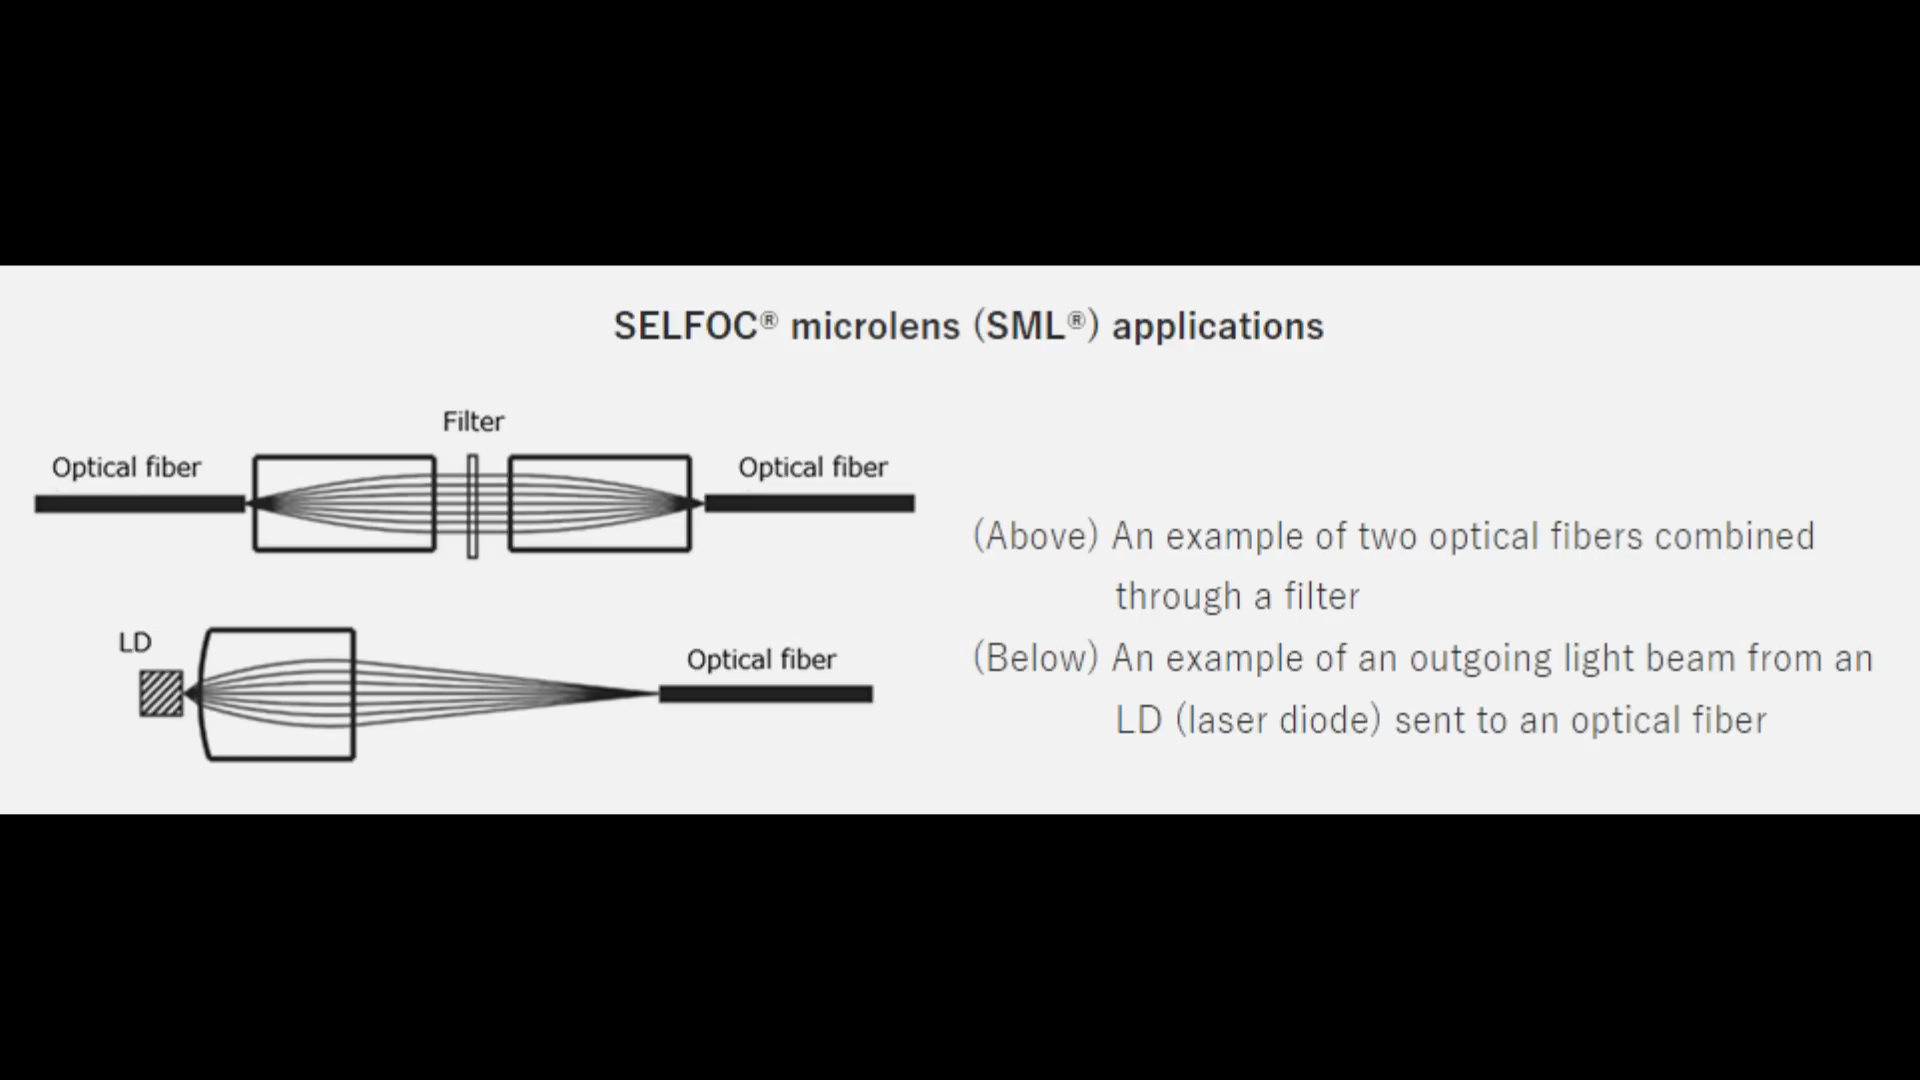 SELFOC® microlens (SML®) applications
Filter
Optical fiber
Optical fiber
LD
Optical fiber
(Above) An example of two optical fibers combined
through a filter
(Below) An example of an outgoing light beam from an
LD (laser diode) sent to an optical fiber